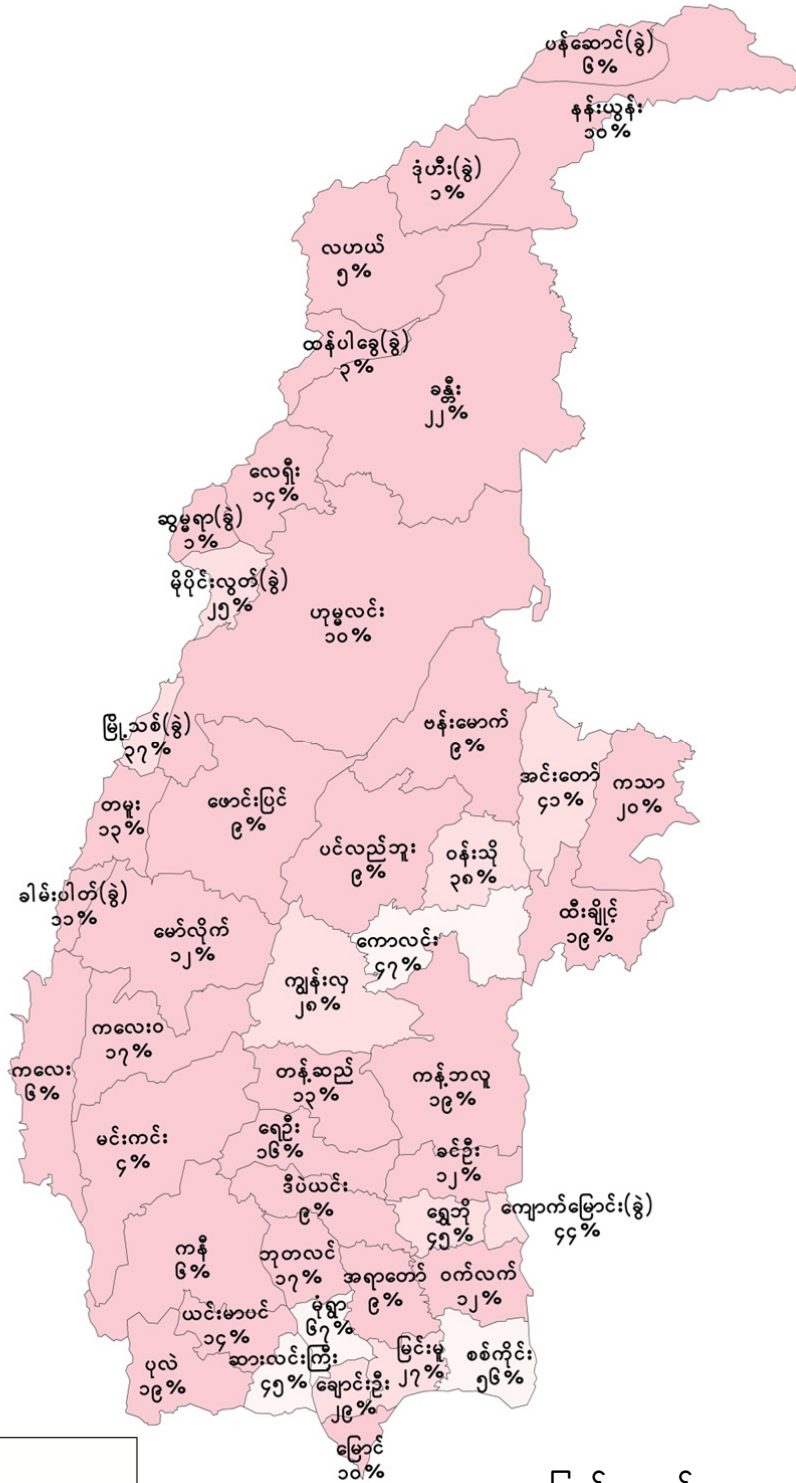 ပန်ဆောင်(ခွဲ)
၆%
နန်းယွန်း
၁၀%
ဒုံဟီး(ခွဲ)
၁%
လဟယ်
၅%
ထန်ပါခွေ(ခွဲ)
၃%
ခန္တီး
၂၂%
လေရှီး
၁၄%
ဆွမ္မရာ(ခွဲ)
၁%
မိုပိုင်းလွတ်(ခွဲ)
၂၅%
ဟုမ္မလင်း
၁၀%
မြို့သစ်(ခွဲ)
၃၇%
ဗန်းမောက်
၉%
အင်းတော်
၄၁%
ကသာ
၂၀%
တမူး
၁၃%
ဖောင်းပြင်
၉%
ပင်လည်ဘူး
၉%
ဝန်းသို
၃၈%
ခါမ်းပါတ်(ခွဲ)
၁၁%
မော်လိုက်
၁၂%
ကောလင်း
၄၇%
ထီးချိုင့်
၁၉%
ကျွန်းလှ
၂၈%
ကလေးဝ
၁၇%
ကလေး
၆%
တန့်ဆည်
၁၃%
ကန့်ဘလူ
၁၉%
မင်းကင်း
၄%
ရေဦး
၁၆%
ခင်ဦး
၁၂%
ဒီပဲယင်း
၉%
ရွှေဘို
၄၅%
ကျောက်မြောင်း(ခွဲ)
၄၄%
ကနီ
၆%
ဘုတလင်
၁၇%
အရာတော်
၉%
ဝက်လက်
၁၂%
ယင်းမာပင်
၁၄%
မုံရွာ
၆၇%
ပုလဲ
၁၉%
ဆားလင်းကြီး
၄၅%
ချောင်းဦး
၂၉%
မြင်းမူ
၂၇%
စစ်ကိုင်း
၅၆%
မြောင်
၁၀%